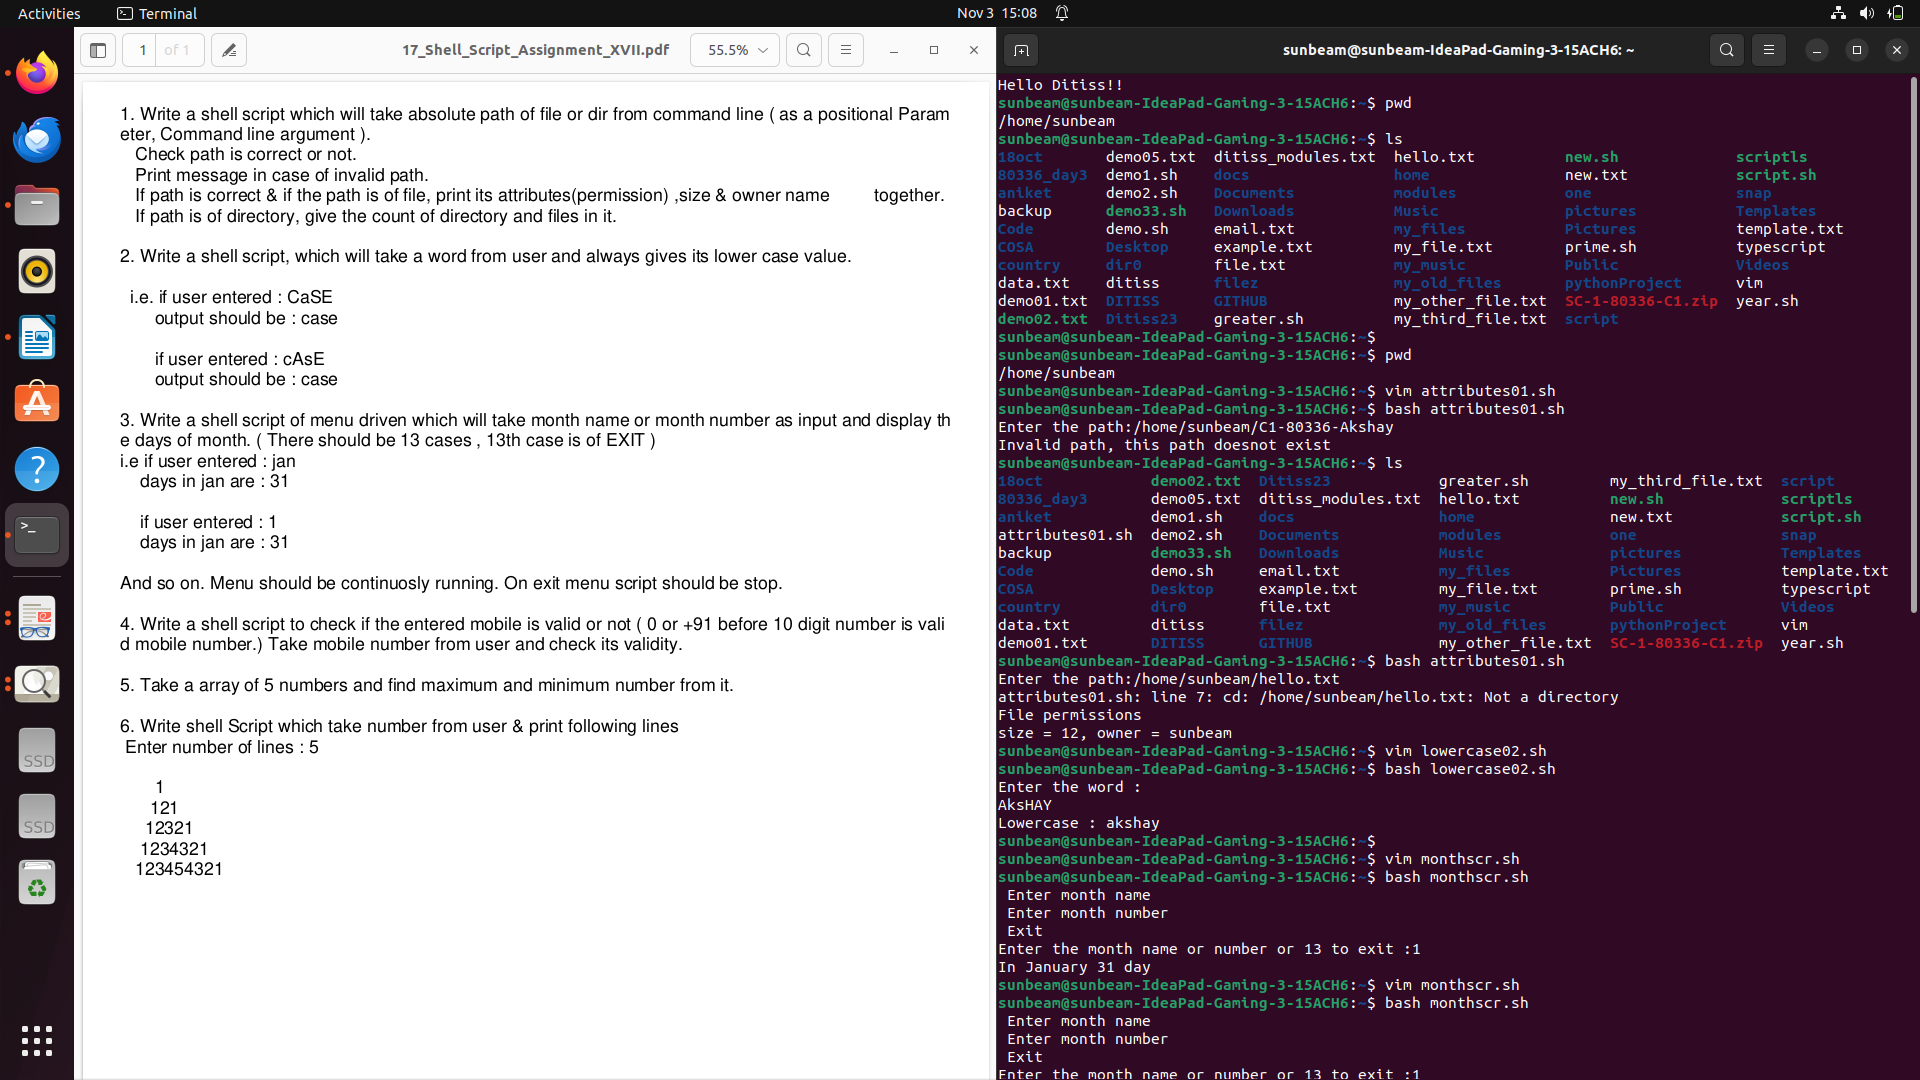 Activities
Terminal
Nov 3 15:08
1 of 1
17_Shell_Script_Assignment_XVII.pdf
55.5%
1. Write a shell script which will take absolute path of file or dir from command line ( as a positional Param
eter, Command line argument ).
Check path is correct or not.
Print message in case of invalid path.
If path is correct & if the path is of file, print its attributes(permission) ,size & owner name together.
If path is of directory, give the count of directory and files in it.
2. Write a shell script, which will take a word from user and always gives its lower case value.
i.e. if user entered : CaSE
output should be : case
if user entered : cAsE
output should be : case
3. Write a shell script of menu driven which will take month name or month number as input and display th
e days of month. ( There should be 13 cases , 13th case is of EXIT )
i.e if user entered : jan
days in jan are : 31
if user entered : 1
days in jan are : 31
And so on. Menu should be continuosly running. On exit menu script should be stop.
4. Write a shell script to check if the entered mobile is valid or not ( 0 or +91 before 10 digit number is vali
d mobile number.) Take mobile number from user and check its validity.
5. Take a array of 5 numbers and find maximum and minimum number from it.
6. Write shell Script which take number from user & print following lines
Enter number of lines : 5
1
121
12321
1234321
123454321
SSD
SSD
sunbeam@sunbeam-IdeaPad-Gaming-3-15ACH6: ~
Hello Ditiss!!
sunbeam@sunbeam-IdeaPad-Gaming-3-15ACH6:~$ pwd
/home/sunbeam
sunbeam@sunbeam-IdeaPad-Gaming-3-15ACH6:~$ ls
18oct demo05.txt ditiss_modules.txt hello.txt new.sh scriptls
80336_day3 demo1.sh docs home new.txt script.sh
aniket demo2.sh Documents modules one snap
backup demo33.sh Downloads Music pictures Templates
Code demo.sh email.txt my_files Pictures template.txt
COSA Desktop example.txt my_file.txt prime.sh typescript
country dir0 file.txt my_music Public Videos
data.txt ditiss filez my_old_files pythonProject vim
demo01.txt DITISS GITHUB my_other_file.txt SC-1-80336-C1.zip year.sh
demo02.txt Ditiss23 greater.sh my_third_file.txt script
sunbeam@sunbeam-IdeaPad-Gaming-3-15ACH6:~$
sunbeam@sunbeam-IdeaPad-Gaming-3-15ACH6:~$ pwd
/home/sunbeam
sunbeam@sunbeam-IdeaPad-Gaming-3-15ACH6:~$ vim attributes01.sh
sunbeam@sunbeam-IdeaPad-Gaming-3-15ACH6:~$ bash attributes01.sh
Enter the path:/home/sunbeam/C1-80336-Akshay
Invalid path, this path doesnot exist
sunbeam@sunbeam-IdeaPad-Gaming-3-15ACH6:~$ ls
18oct demo02.txt Ditiss23 greater.sh my_third_file.txt script
80336_day3 demo05.txt ditiss_modules.txt hello.txt new.sh scriptls
aniket demo1.sh docs home new.txt script.sh
attributes01.sh demo2.sh Documents modules one snap
backup demo33.sh Downloads Music pictures Templates
Code demo.sh email.txt my_files Pictures template.txt
COSA Desktop example.txt my_file.txt prime.sh typescript
country dir0 file.txt my_music Public Videos
data.txt ditiss filez my_old_files pythonProject vim
demo01.txt DITISS GITHUB my_other_file.txt SC-1-80336-C1.zip year.sh
sunbeam@sunbeam-IdeaPad-Gaming-3-15ACH6:~$ bash attributes01.sh
Enter the path:/home/sunbeam/hello.txt
attributes01.sh: line 7: cd: /home/sunbeam/hello.txt: Not a directory
File permissions
size = 12, owner = sunbeam
sunbeam@sunbeam-IdeaPad-Gaming-3-15ACH6:~$ vim lowercase02.sh
sunbeam@sunbeam-IdeaPad-Gaming-3-15ACH6:~$ bash lowercase02.sh
Enter the word :
AksHAY
Lowercase : akshay
sunbeam@sunbeam-IdeaPad-Gaming-3-15ACH6:~$
sunbeam@sunbeam-IdeaPad-Gaming-3-15ACH6:~$ vim monthscr.sh
sunbeam@sunbeam-IdeaPad-Gaming-3-15ACH6:~$ bash monthscr.sh
Enter month name
Enter month number
Exit
Enter the month name or number or 13 to exit :1
In January 31 day
sunbeam@sunbeam-IdeaPad-Gaming-3-15ACH6:~$ vim monthscr.sh
sunbeam@sunbeam-IdeaPad-Gaming-3-15ACH6:~$ bash monthscr.sh
Enter month name
Enter month number
Exit
Enter the month name or number or 13 to exit :1